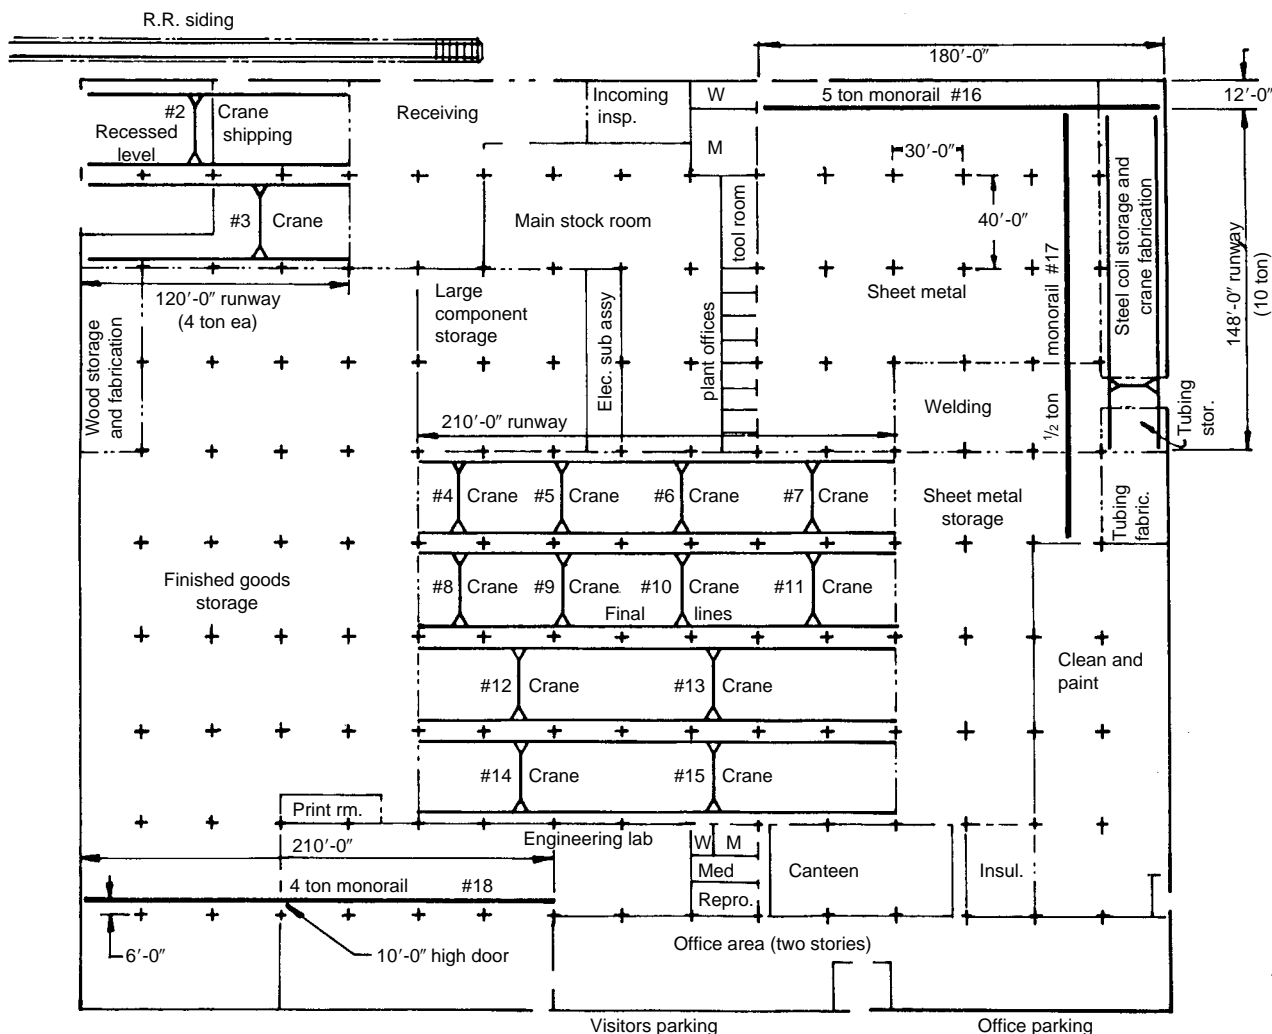 R.R. siding
180′-0″
12′-0″
#2 Crane shipping
Recessed level
Receiving
Incoming insp.
W
M
5 ton monorail #16
30′-0″
40′-0″
#3 Crane
Main stock room
tool room
Steel coil storage and
crane fabrication
148′-0″ runway
(10 ton)
120′-0″ runway
(4 ton ea)
Large
component
storage
Sheet metal
Wood storage
and fabrication
Elec. sub assy
plant offices
½ ton monorail #17
Welding
Tubing
stor.
210′-0″ runway
#4 Crane #5 Crane #6 Crane #7 Crane
Sheet metal
storage
Tubing
fabric.
#8 Crane #9 Crane #10 Crane #11 Crane
Final lines
Finished goods
storage
Clean and
paint
#12 Crane #13 Crane
#14 Crane #15 Crane
Print rm.
Engineering lab
W M
Med
Repro.
Canteen
Insul.
210′-0″
4 ton monorail #18
6′-0″
10′-0″ high door
Office area (two stories)
Visitors parking
Office parking